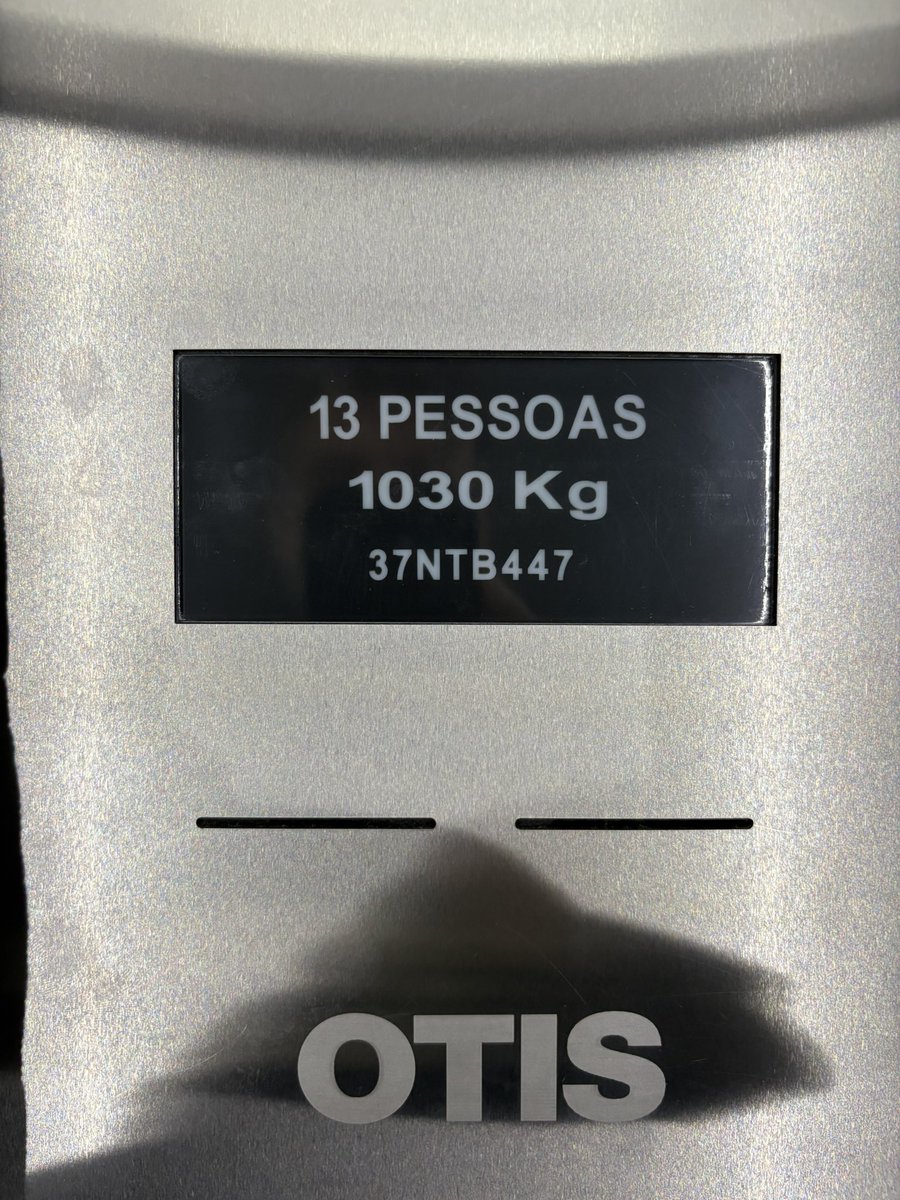 13 PESSOAS
1030 Kg
37NTB447
OTIS